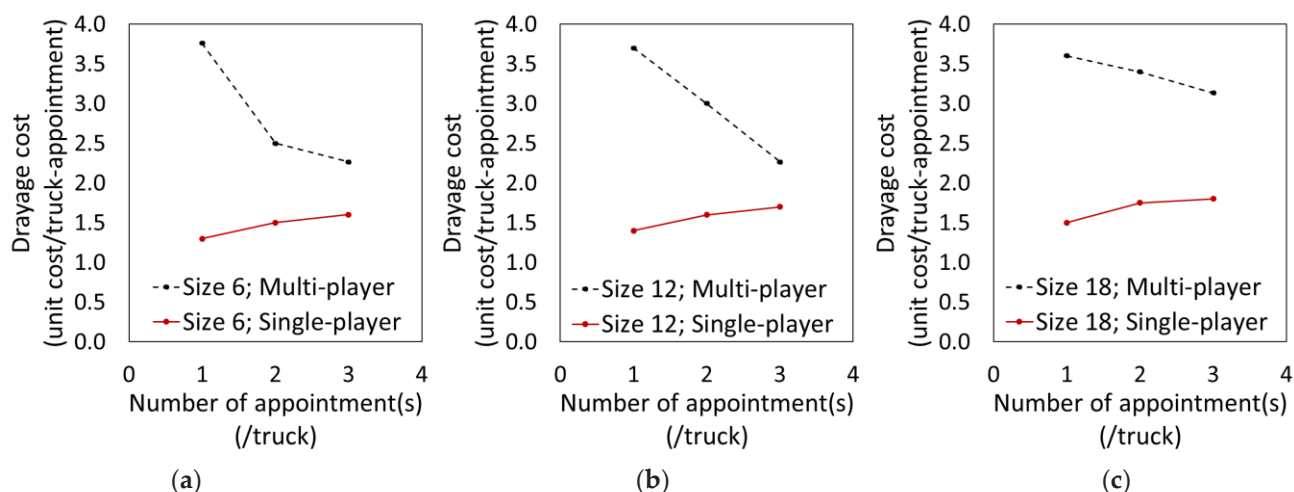 Drayage cost
(unit cost/truck-appointment)
4.0
3.5
3.0
2.5
2.0
1.5
1.0
0.5
0.0
Size 6; Multi-player
Size 6; Single-player
0 1 2 3 4
Number of appointment(s)
(/truck)
(a)
Drayage cost
(unit cost/truck-appointment)
4.0
3.5
3.0
2.5
2.0
1.5
1.0
0.5
0.0
Size 12; Multi-player
Size 12; Single-player
0 1 2 3 4
Number of appointment(s)
(/truck)
(b)
Drayage cost
(unit cost/truck-appointment)
4.0
3.5
3.0
2.5
2.0
1.5
1.0
0.5
0.0
Size 18; Multi-player
Size 18; Single-player
0 1 2 3 4
Number of appointment(s)
(/truck)
(c)